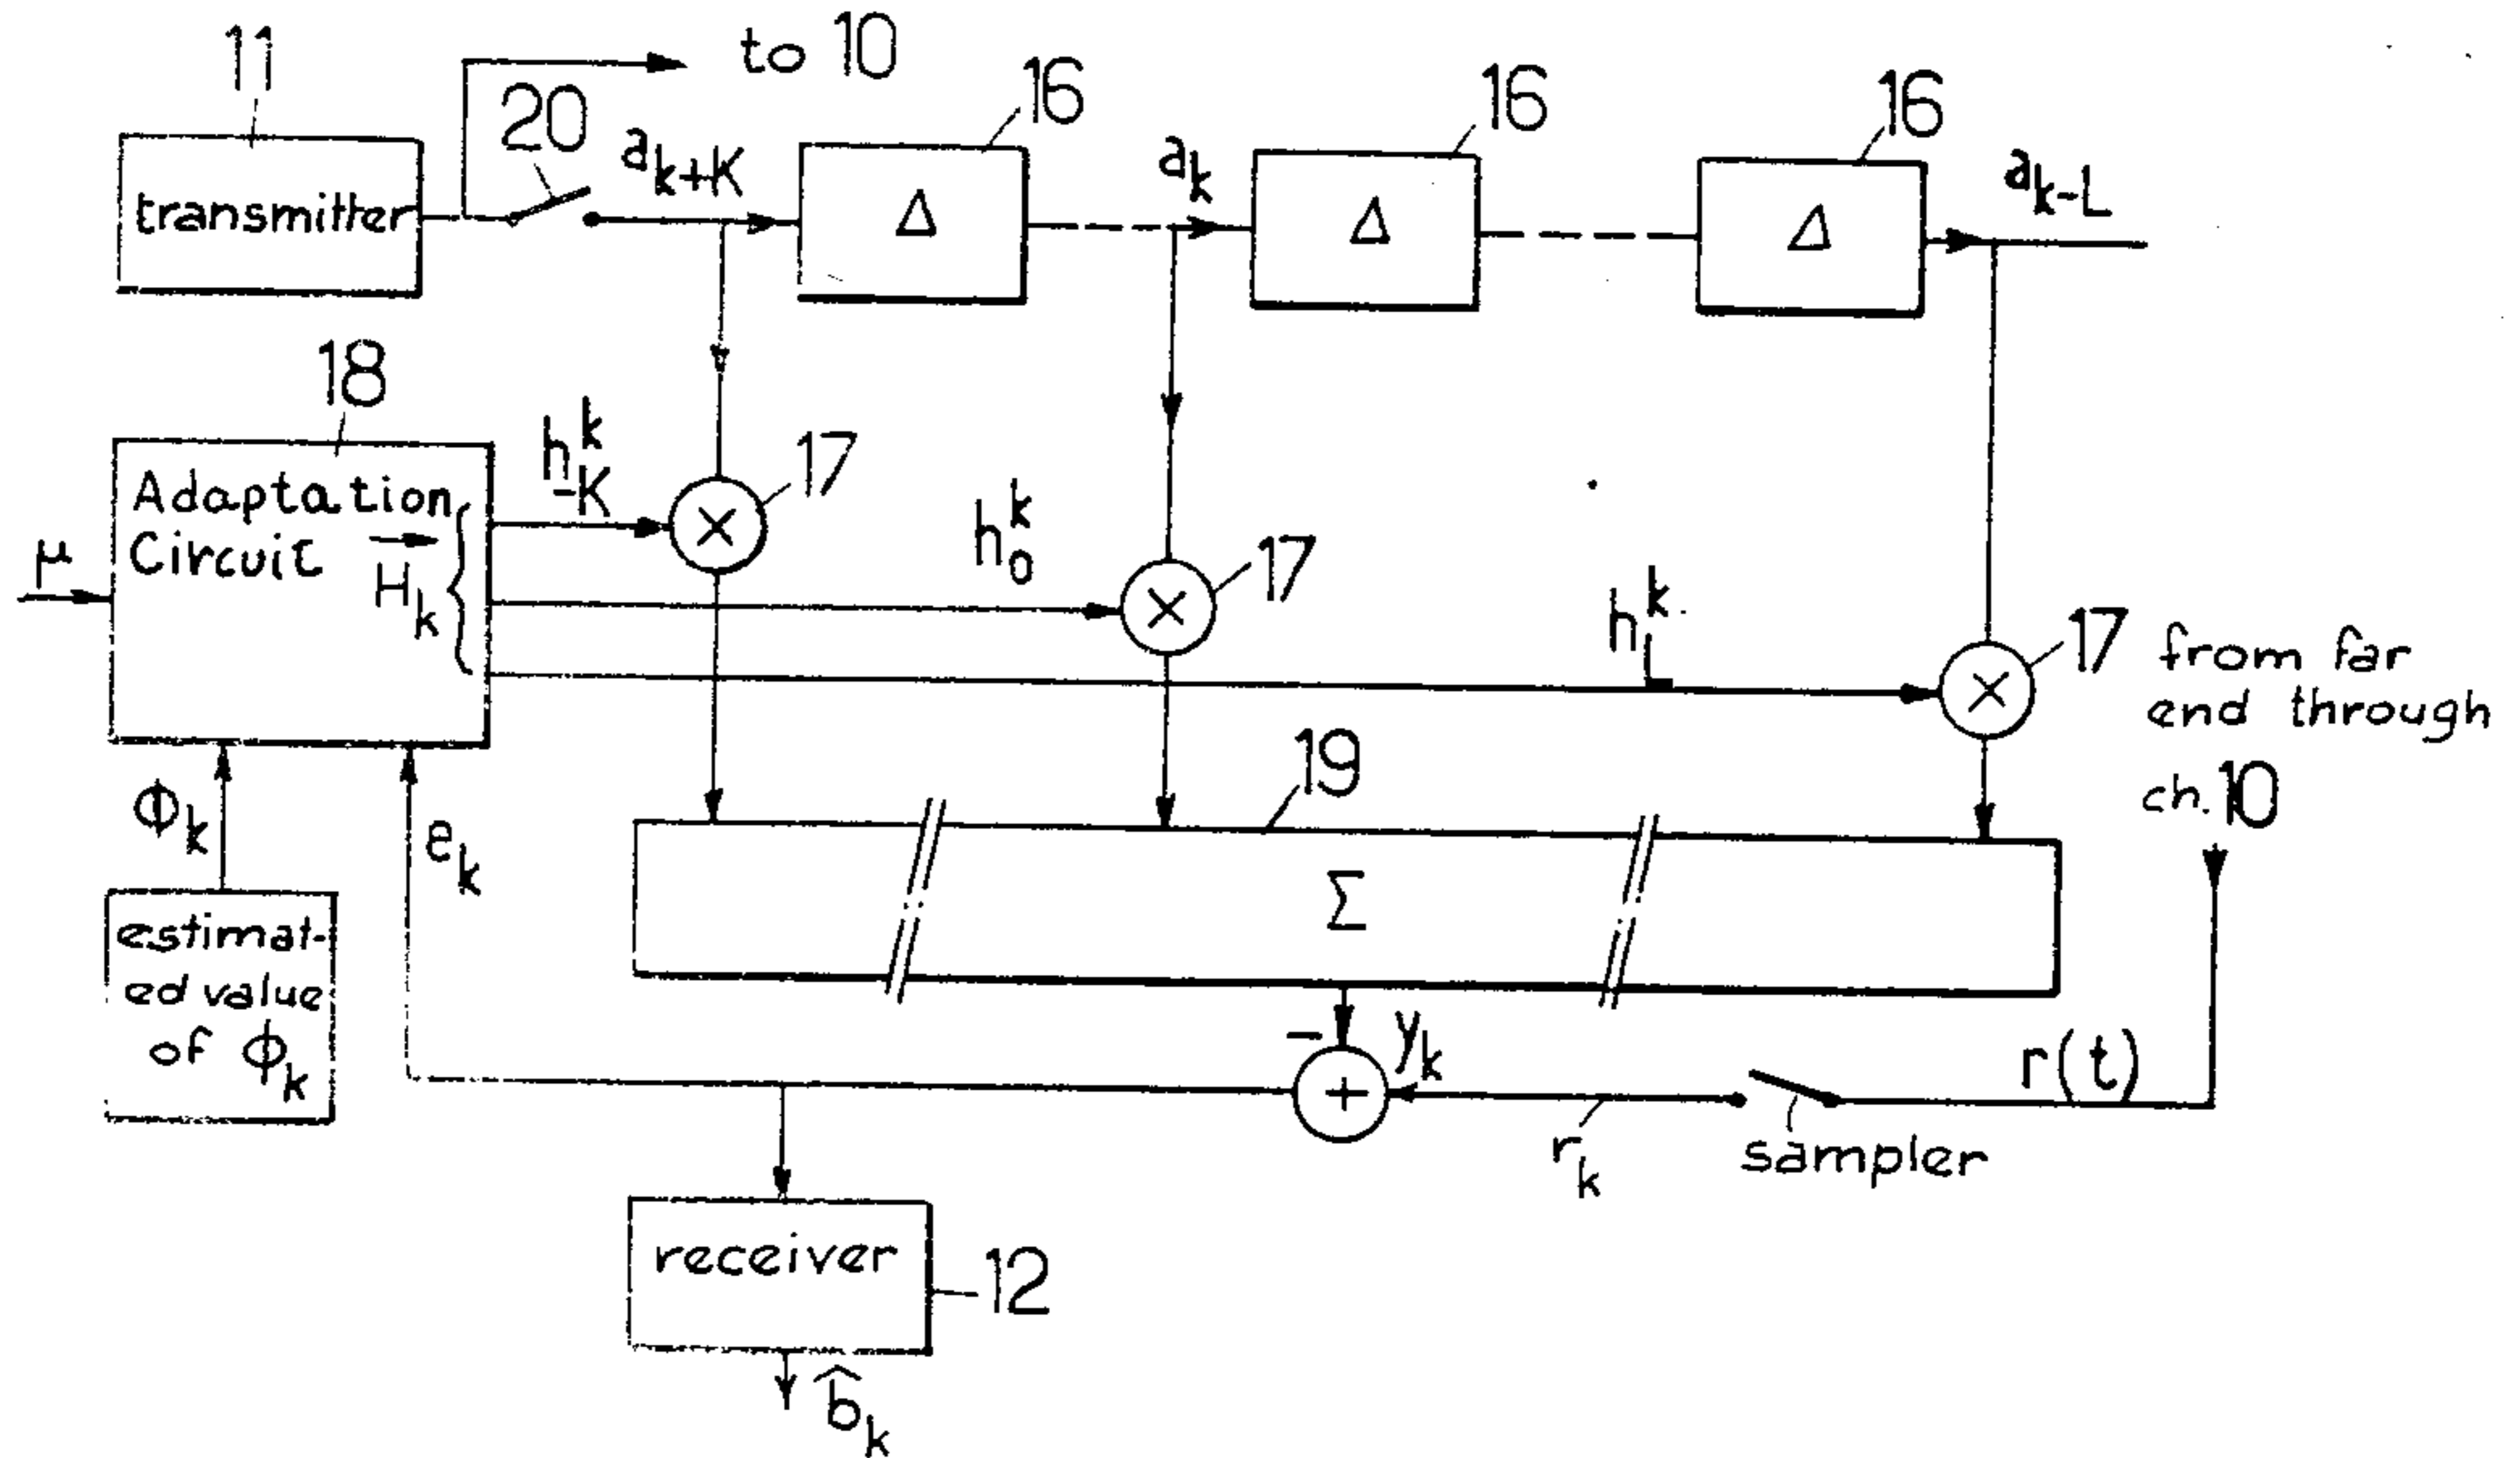 11
to 10
20
16
16
16
a_{k+K}
a_k
a_{k-L}
transmitter
Δ
Δ
Δ
18
h^k_{-K}
17
Adaptation
Circuit
H_k
μ
h^k_0
17
h^k_L
17
from far
end through
ch. 10
Φ_k
e_k
19
Σ
estimat-
ed value
of Φ_k
-
y_k
+
r(t)
r_k
sampler
receiver
12
b̂_k